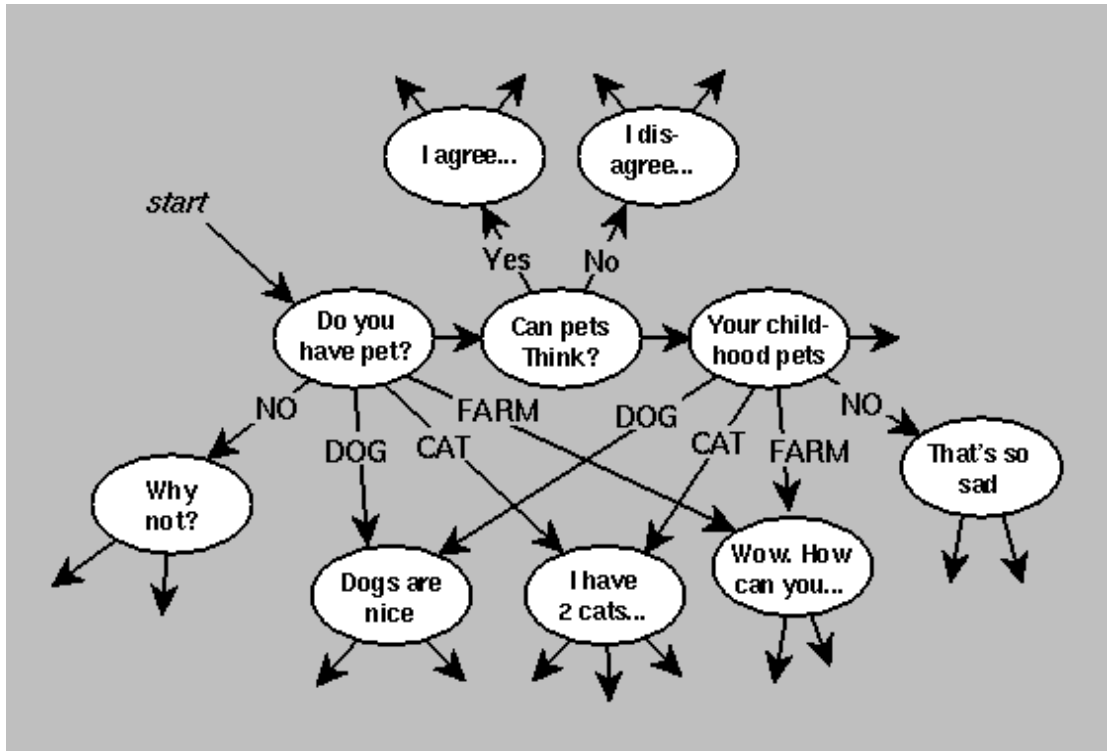 I agree...
I dis-
agree...
start
Yes
No
Do you
have pet?
Can pets
Think?
Your child-
hood pets
NO
DOG
CAT
FARM
DOG
CAT
FARM
NO
Why
not?
That's so
sad
Dogs are
nice
I have
2 cats...
Wow. How
can you...